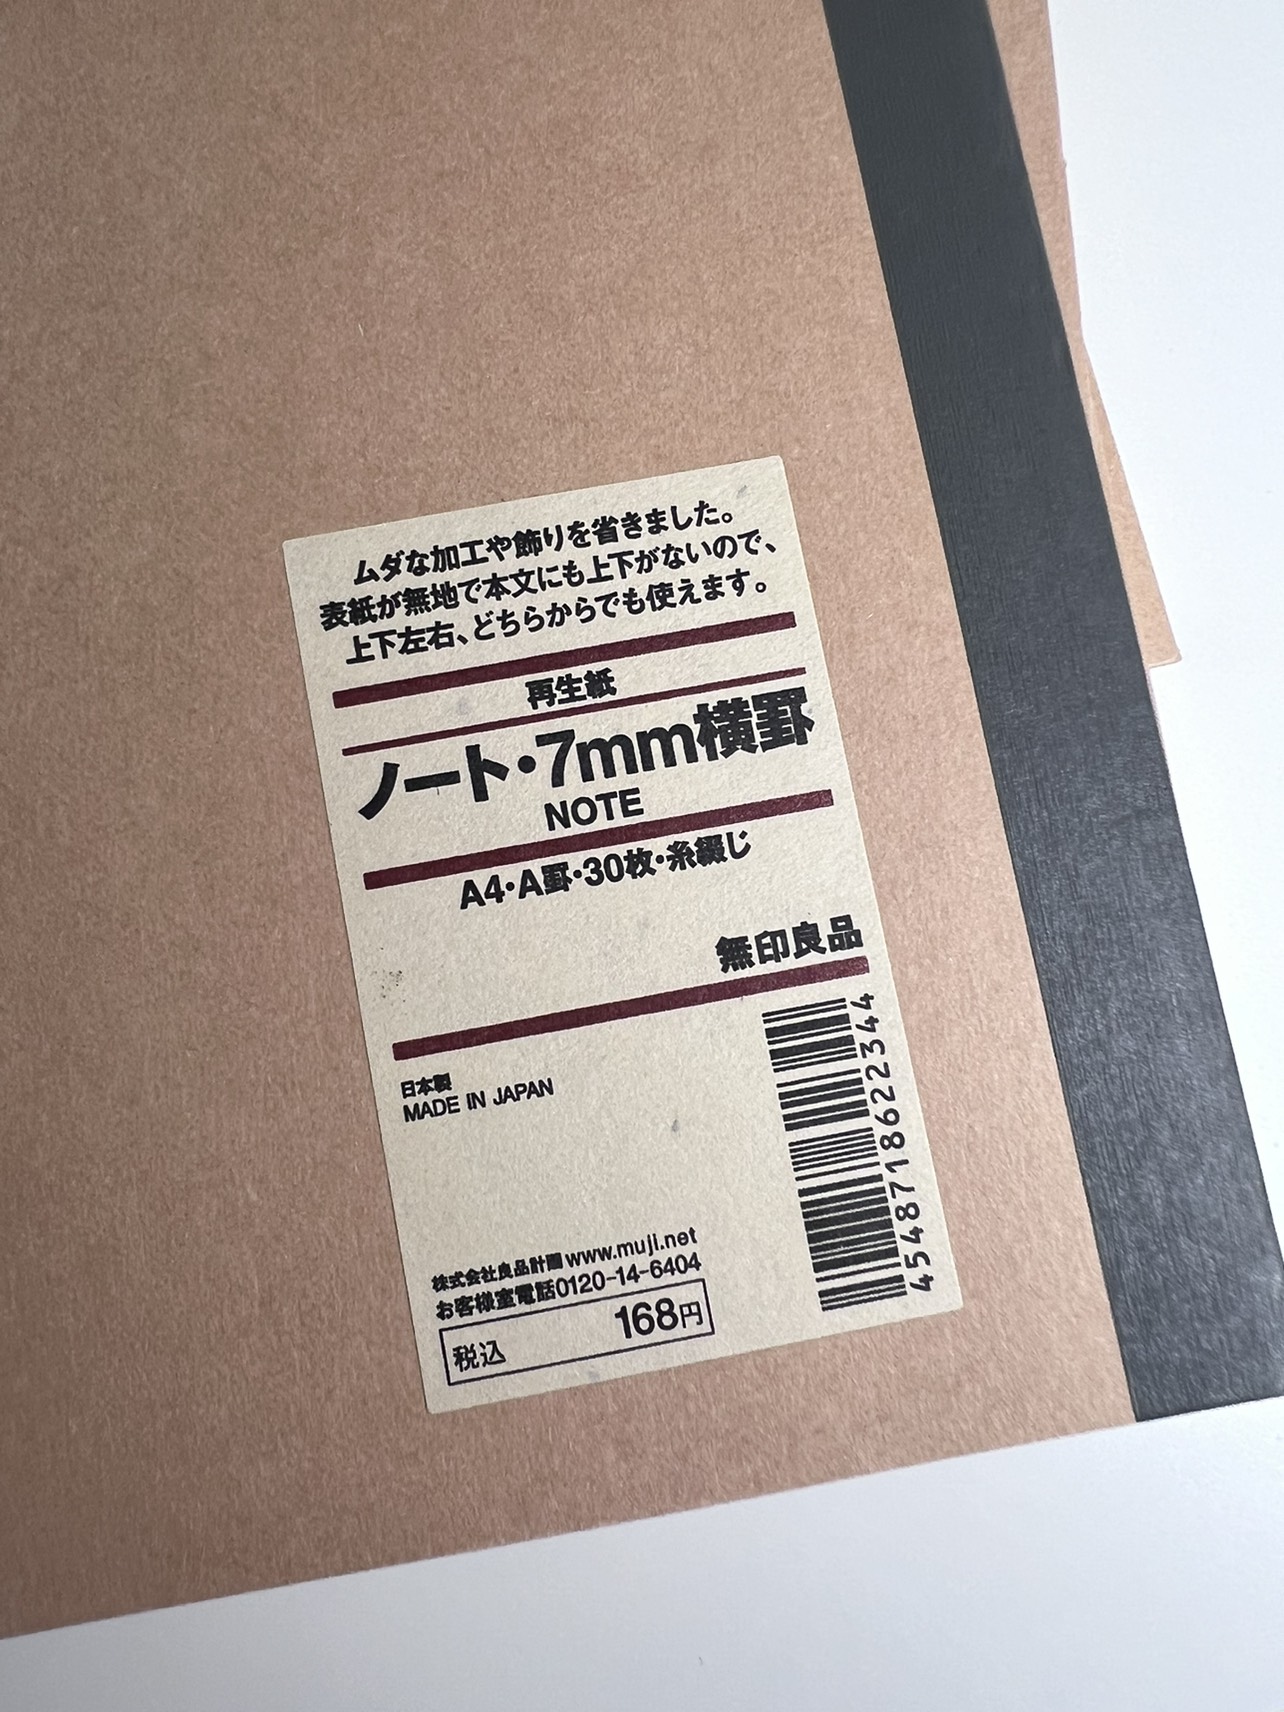 ムダな加工や飾りを省きました。
表紙が無地で本文にも上下がないので、
上下左右、どちらからでも使えます。
再生紙
ノート・7mm横罫
NOTE
A4・A罫・30枚・糸綴じ
無印良品
日本製
MADE IN JAPAN
株式会社良品計画 www.muji.net
お客様室電話0120-14-6404
税込 168円
4548718622344